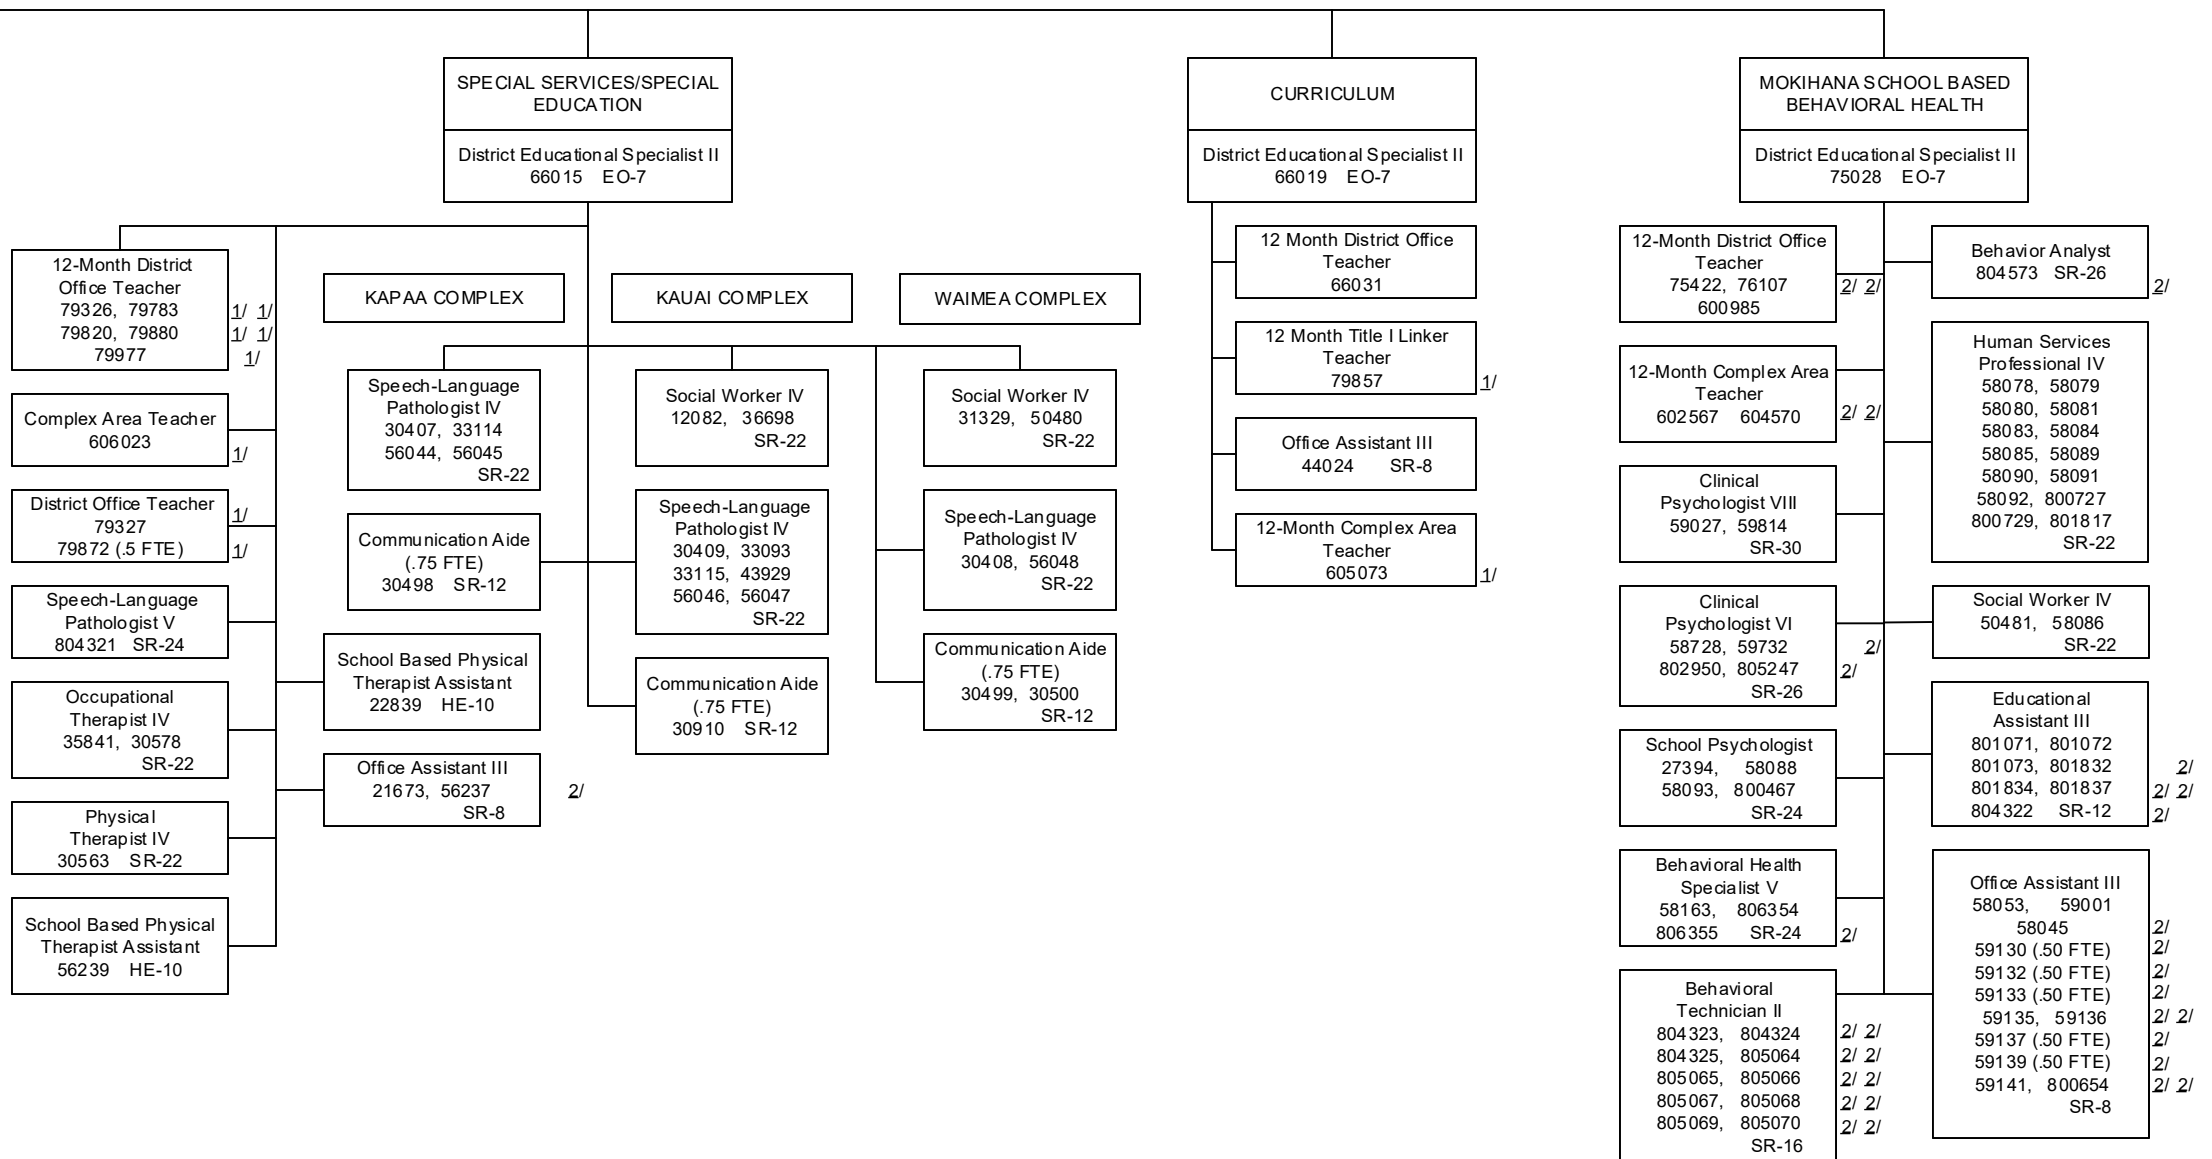 SPECIAL SERVICES/SPECIAL
EDUCATION
District Educational Specialist II
66015 EO-7
12-Month District
Office Teacher
79326, 79783 1/ 1/
79820, 79880 1/ 1/
79977 1/
Complex Area Teacher
606023
1/
District Office Teacher
79327 1/
79872 (.5 FTE) 1/
Speech-Language
Pathologist V
804321 SR-24
Occupational
Therapist IV
35841, 30578
SR-22
Physical
Therapist IV
30563 SR-22
School Based Physical
Therapist Assistant
56239 HE-10
KAPAA COMPLEX
Speech-Language
Pathologist IV
30407, 33114
56044, 56045
SR-22
Communication Aide
(.75 FTE)
30498 SR-12
School Based Physical
Therapist Assistant
22839 HE-10
Office Assistant III
21673, 56237 2/
SR-8
KAUAI COMPLEX
Social Worker IV
12082, 36698
SR-22
Speech-Language
Pathologist IV
30409, 33093
33115, 43929
56046, 56047
SR-22
Communication Aide
(.75 FTE)
30910 SR-12
WAIMEA COMPLEX
Social Worker IV
31329, 50480
SR-22
Speech-Language
Pathologist IV
30408, 56048
SR-22
Communication Aide
(.75 FTE)
30499, 30500
SR-12
CURRICULUM
District Educational Specialist II
66019 EO-7
12 Month District Office
Teacher
66031
12 Month Title I Linker
Teacher
79857 1/
Office Assistant III
44024 SR-8
12-Month Complex Area
Teacher
605073 1/
MOKIHANA SCHOOL BASED
BEHAVIORAL HEALTH
District Educational Specialist II
75028 EO-7
12-Month District Office
Teacher
75422, 76107 2/ 2/
600985
12-Month Complex Area
Teacher
602567 604570 2/ 2/
Clinical
Psychologist VIII
59027, 59814
SR-30
Clinical
Psychologist VI
58728, 59732 2/
802950, 805247 2/
SR-26
School Psychologist
27394, 58088
58093, 800467
SR-24
Behavioral Health
Specialist V
58163, 806354
806355 SR-24 2/
Behavioral
Technician II
804323, 804324 2/ 2/
804325, 805064 2/ 2/
805065, 805066 2/ 2/
805067, 805068 2/ 2/
805069, 805070 2/ 2/
SR-16
Behavior Analyst
804573 SR-26 2/
Human Services
Professional IV
58078, 58079
58080, 58081
58083, 58084
58085, 58089
58090, 58091
58092, 800727
800729, 801817
SR-22
Social Worker IV
50481, 58086
SR-22
Educational
Assistant III
801071, 801072
801073, 801832 2/
801834, 801837 2/ 2/
804322 SR-12 2/
Office Assistant III
58053, 59001
58045 2/
59130 (.50 FTE) 2/
59132 (.50 FTE) 2/
59133 (.50 FTE) 2/
59135, 59136 2/ 2/
59137 (.50 FTE) 2/
59139 (.50 FTE) 2/
59141, 800654 2/ 2/
SR-8